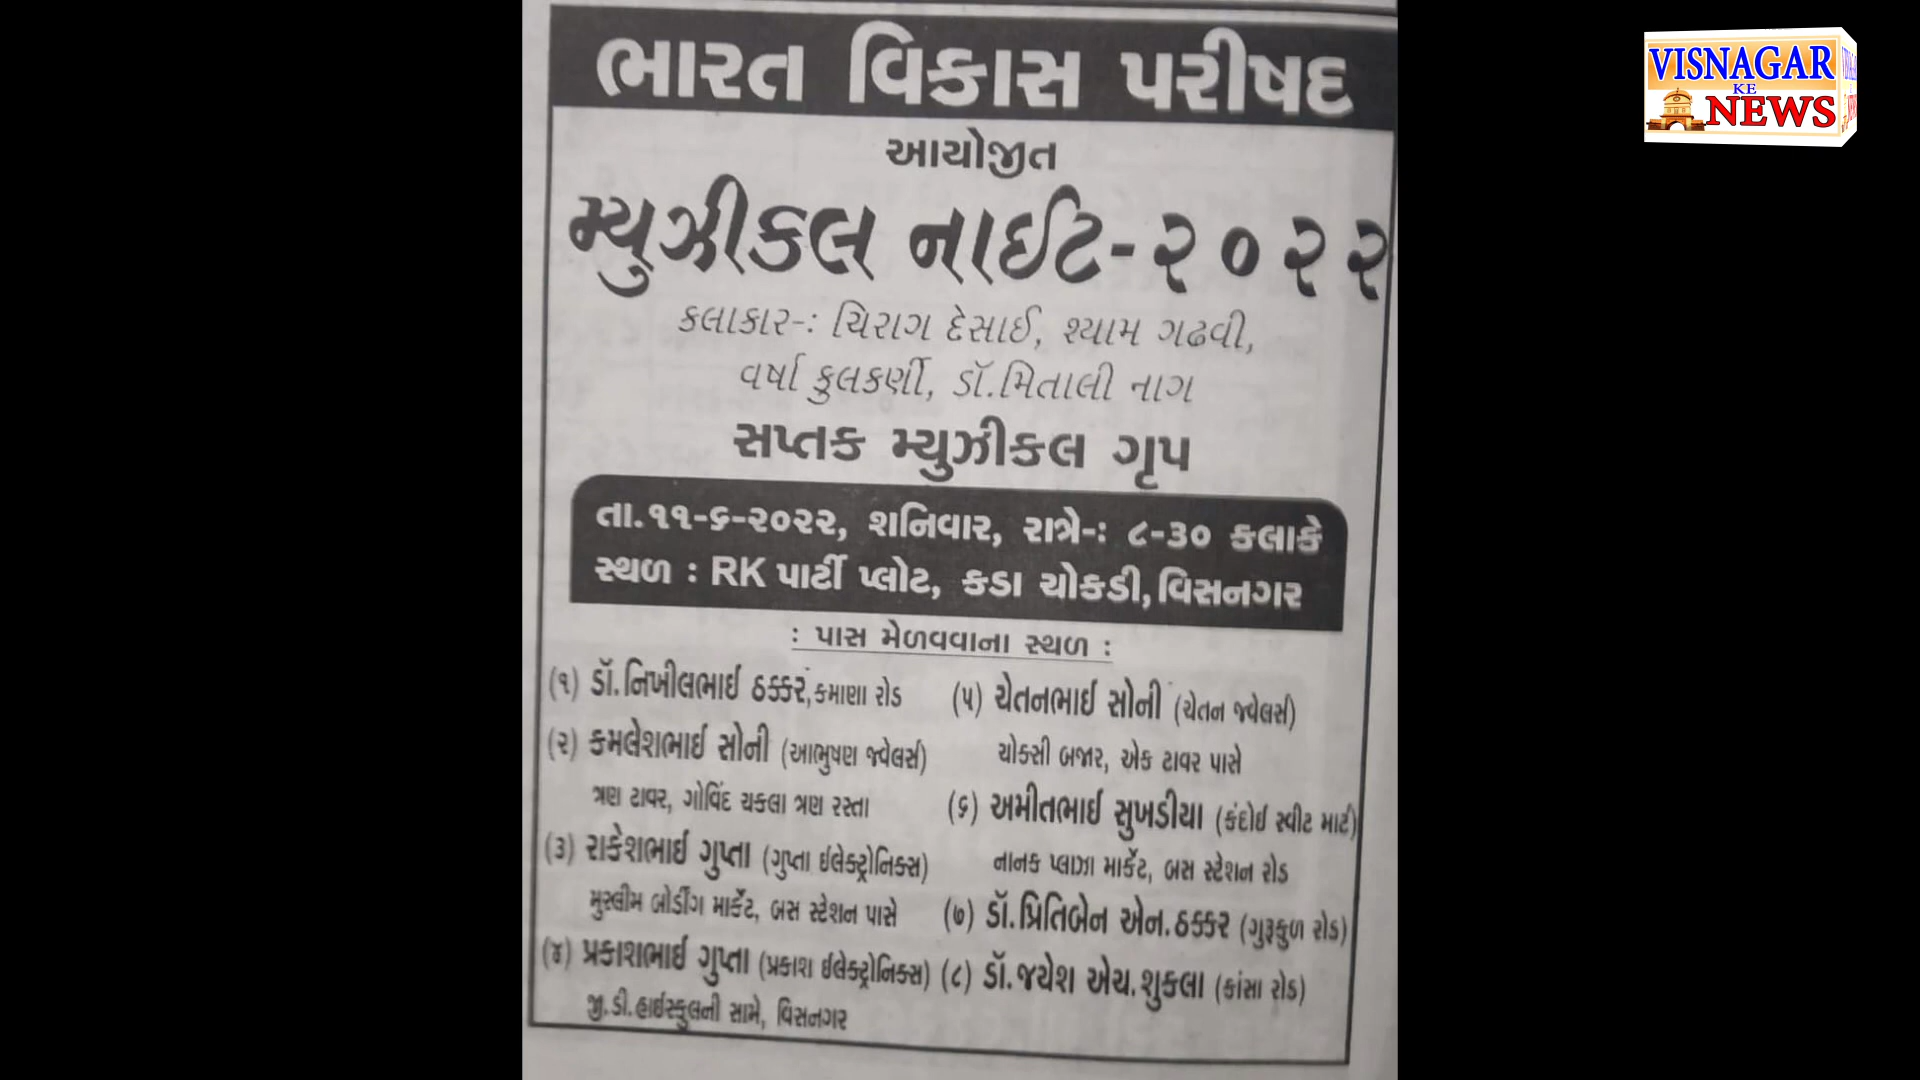 ભારત વિકાસ પરીષદ
આયોજીત
મ્યુઝીકલ નાઈટ-૨૦૨૨
કલાકાર-: ચિરાગ દેસાઈ, શ્યામ ગઢવી,
વર્ષા કુલકર્ણી, ડૉ.મિતાલી નાગ
સપ્તક મ્યુઝીકલ ગૃપ
તા.૧૧-૬-૨૦૨૨, શનિવાર, રાત્રે-: ૮-૩૦ કલાકે
સ્થળ : RK પાર્ટી પ્લોટ, કડા ચોકડી, વિસનગર
: પાસ મેળવવાના સ્થળ :
(૧) ડૉ.નિખીલભાઈ ઠક્કર, કમાણા રોડ
(૨) કમલેશભાઈ સોની (આભુષણ જ્વેલર્સ)
ત્રણ ટાવર, ગોવિંદ ચકલા ત્રણ રસ્તા
(૩) રાકેશભાઈ ગુપ્તા (ગુપ્તા ઈલેક્ટ્રોનિક્સ)
મુસ્લીમ બોર્ડીંગ માર્કેટ, બસ સ્ટેશન પાસે
(૪) પ્રકાશભાઈ ગુપ્તા (પ્રકાશ ઈલેક્ટ્રોનિક્સ)
જી.ડી.હાઈસ્કુલની સામે, વિસનગર
(૫) ચેતનભાઈ સોની (ચેતન જ્વેલર્સ)
ચોક્સી બજાર, એક ટાવર પાસે
(૬) અમીતભાઈ સુખડીયા (કંદોઈ સ્વીટ માર્ટ)
નાનક પ્લાઝા માર્કેટ, બસ સ્ટેશન રોડ
(૭) ડૉ.પ્રિતિબેન એન.ઠક્કર (ગુરૂકુળ રોડ)
(૮) ડૉ.જયેશ એચ.શુકલા (કાંસા રોડ)
VISNAGAR
KE
NEWS